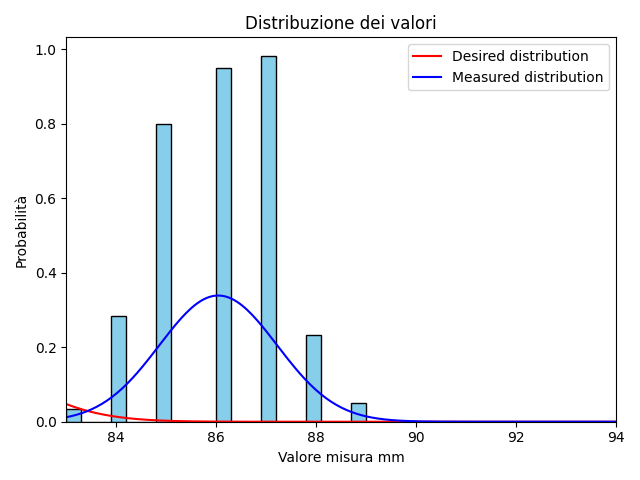 Distribuzione dei valori
Desired distribution
Measured distribution
Probabilità
1.0
0.8
0.6
0.4
0.2
0.0
84 86 88 90 92 94
Valore misura mm